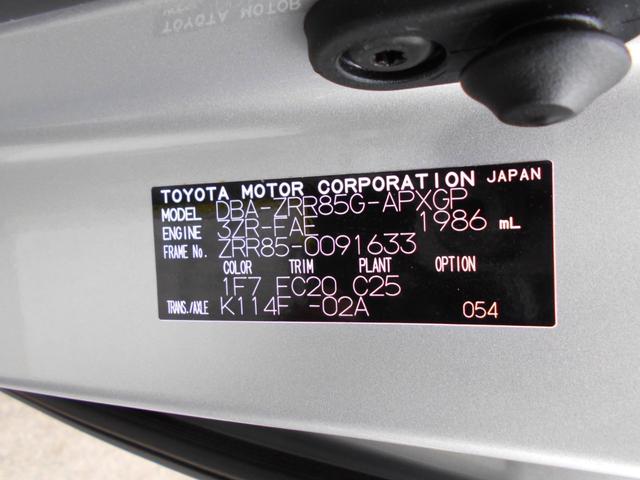 TOYOTA MOTOR CORPORATION JAPAN
MODEL DBA-ZRR85G-APXGP
ENGINE 3ZR-FAE 1986 mL
FRAME No. ZRR85-0091633
COLOR TRIM PLANT OPTION
1F7 FC20 C25
TRANS./AXLE K114F -02A 054